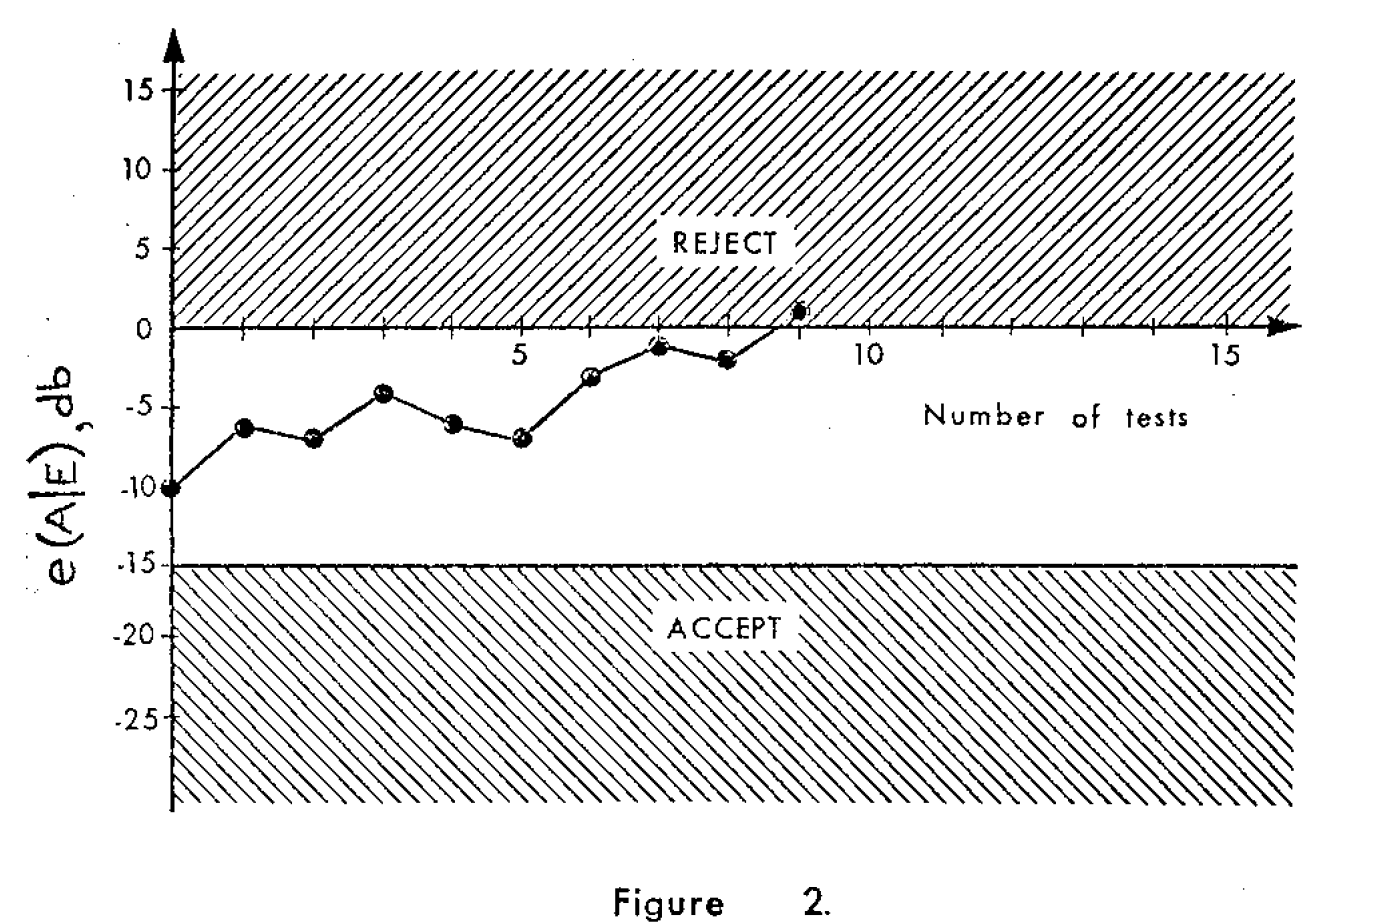 15
10
REJECT
5
0
5 10 15
e(A|E), db
-5
Number of tests
-10
-15
ACCEPT
-20
-25
Figure 2.